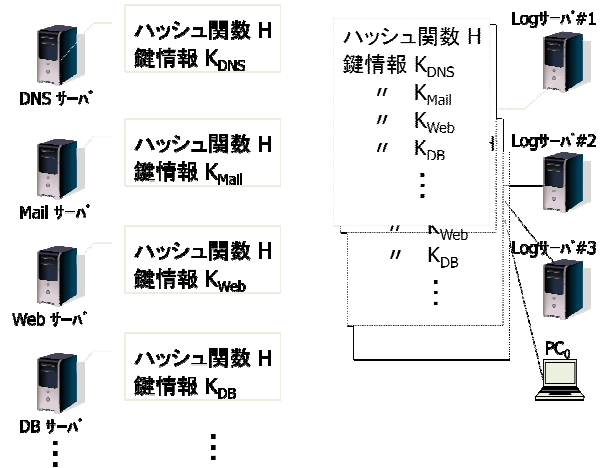 ハッシュ関数 H
鍵情報 KDNS
DNS ｻｰﾊﾞ
ハッシュ関数 H
鍵情報 KMail
Mail ｻｰﾊﾞ
ハッシュ関数 H
鍵情報 KWeb
Web ｻｰﾊﾞ
ハッシュ関数 H
鍵情報 KDB
DB ｻｰﾊﾞ
⋮
⋮
ハッシュ関数 H
鍵情報 KDNS
〃 KMail
〃 KWeb
〃 KDB
⋮
〃 KWeb
〃 KDB
⋮
Logｻｰﾊﾞ#1
Logｻｰﾊﾞ#2
Logｻｰﾊﾞ#3
PC0